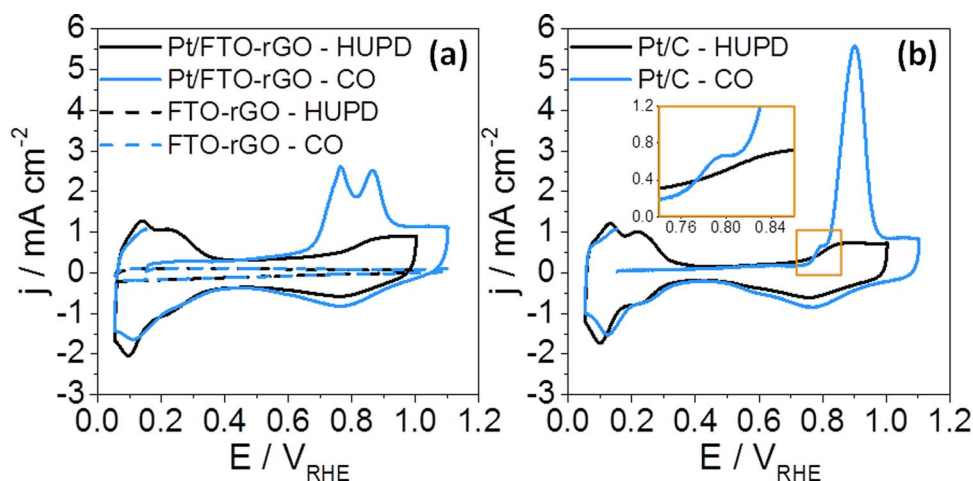 6
5
4
3
2
1
0
-1
-2
-3
j / mA cm-2
Pt/FTO-rGO - HUPD
Pt/FTO-rGO - CO
FTO-rGO - HUPD
FTO-rGO - CO
(a)
0.0 0.2 0.4 0.6 0.8 1.0 1.2
E / VRHE
6
5
4
3
2
1
0
-1
-2
-3
j / mA cm-2
Pt/C - HUPD
Pt/C - CO
(b)
1.2
0.8
0.4
0.0
0.76 0.80 0.84
0.0 0.2 0.4 0.6 0.8 1.0 1.2
E / VRHE